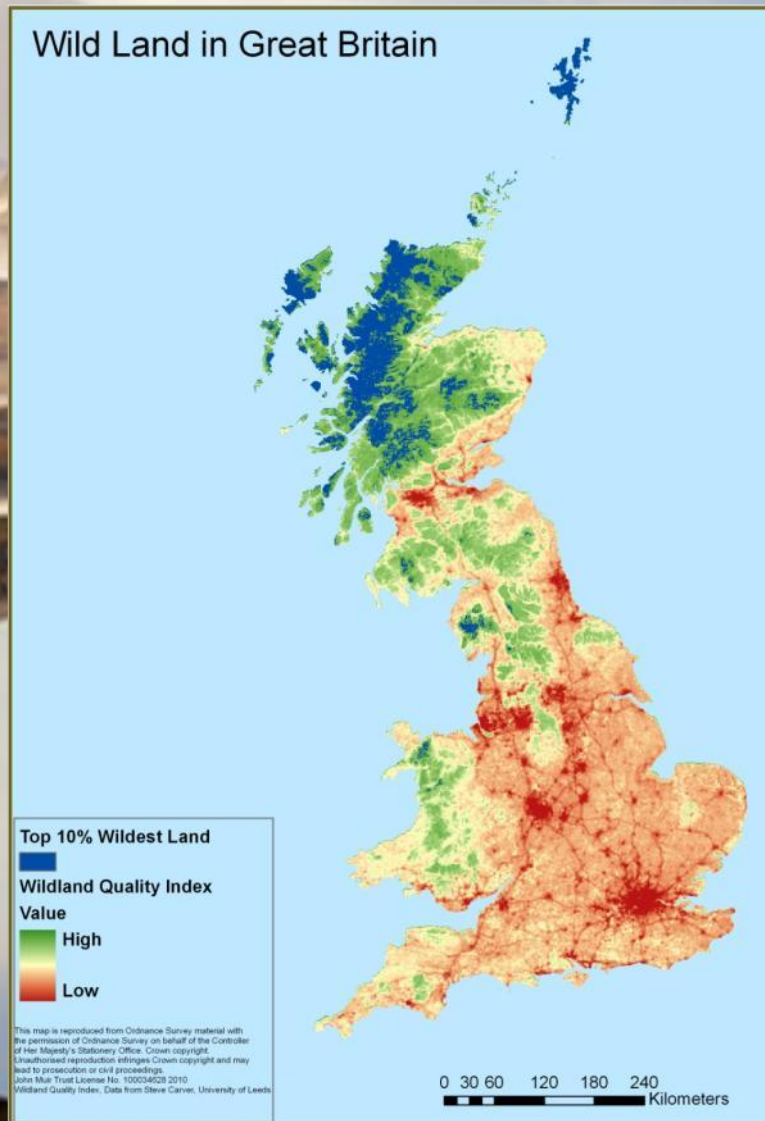 Wild Land in Great Britain
Top 10% Wildest Land
Wildland Quality Index
Value
High
Low
This map is reproduced from Ordnance Survey material with
the permission of Ordnance Survey on behalf of the Controller
of Her Majesty's Stationery Office. Crown copyright.
Unauthorised reproduction infringes Crown copyright and may
lead to prosecution or civil proceedings.
John Muir Trust License No. 100034628 2010
Wildland Quality Index, Data from Steve Carver, University of Leeds
0 30 60 120 180 240
Kilometers